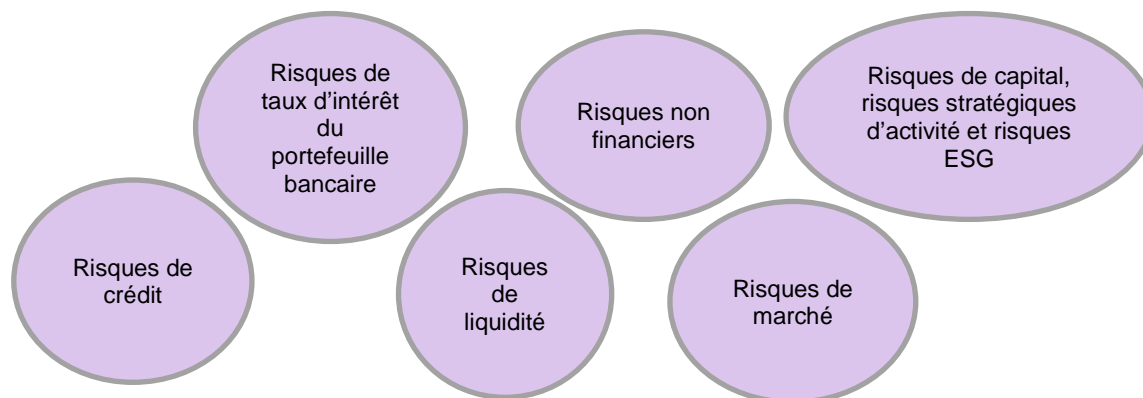 Risques de
taux d’intérêt
du
portefeuille
bancaire
Risques non
financiers
Risques de capital,
risques stratégiques
d’activité et risques
ESG
Risques de
crédit
Risques
de
liquidité
Risques de
marché